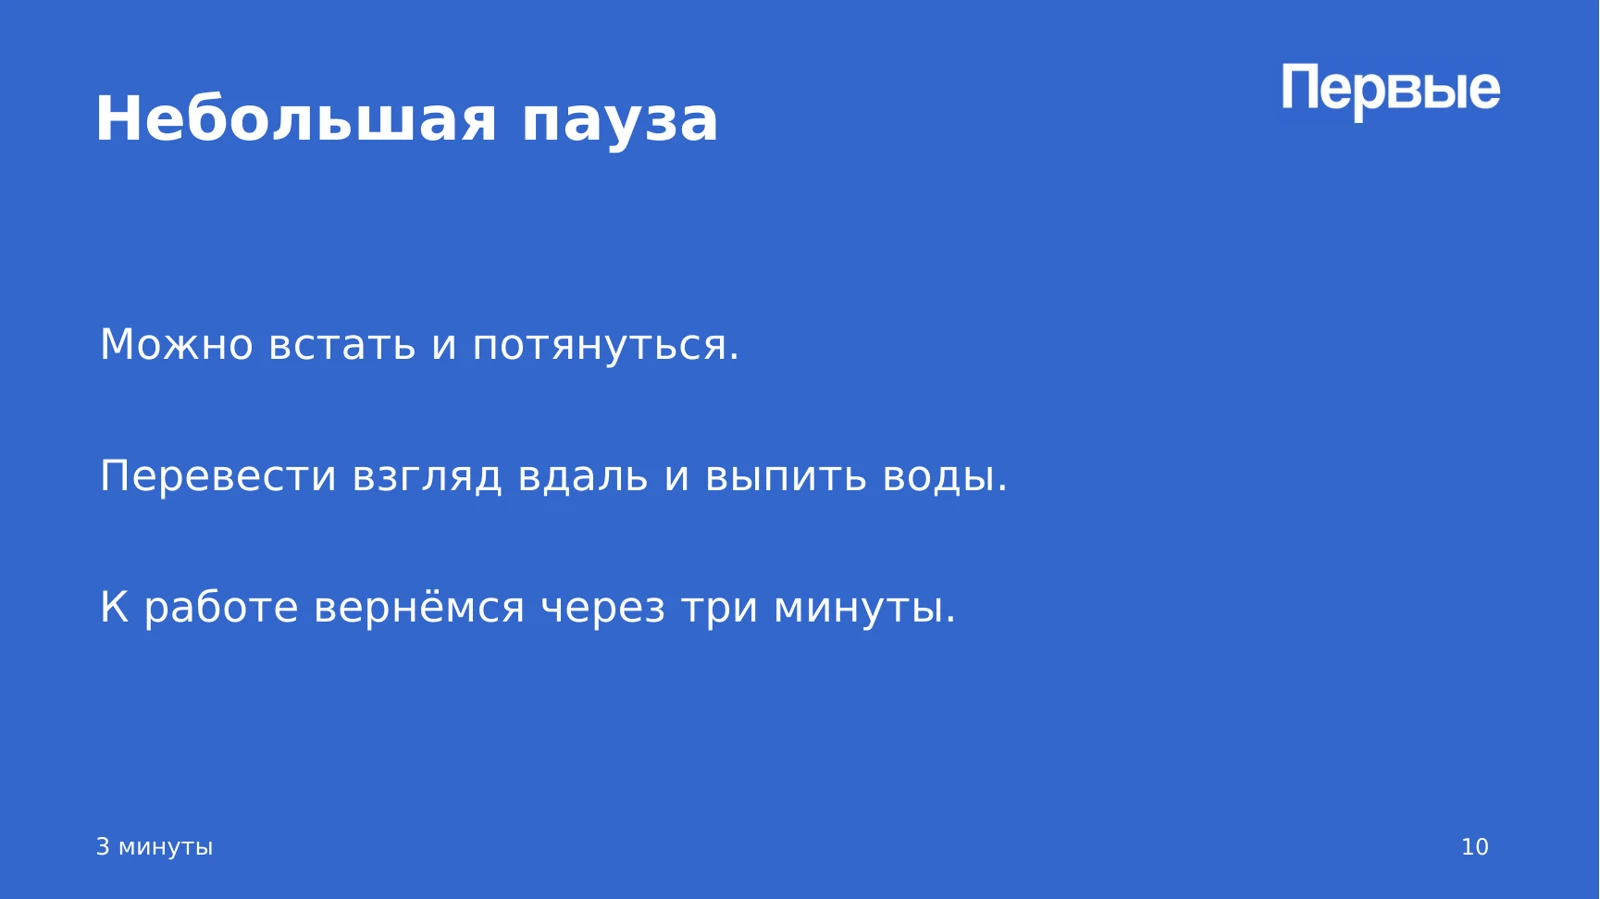 Первые
Небольшая пауза
Можно встать и потянуться.
Перевести взгляд вдаль и выпить воды.
К работе вернёмся через три минуты.
3 минуты
10